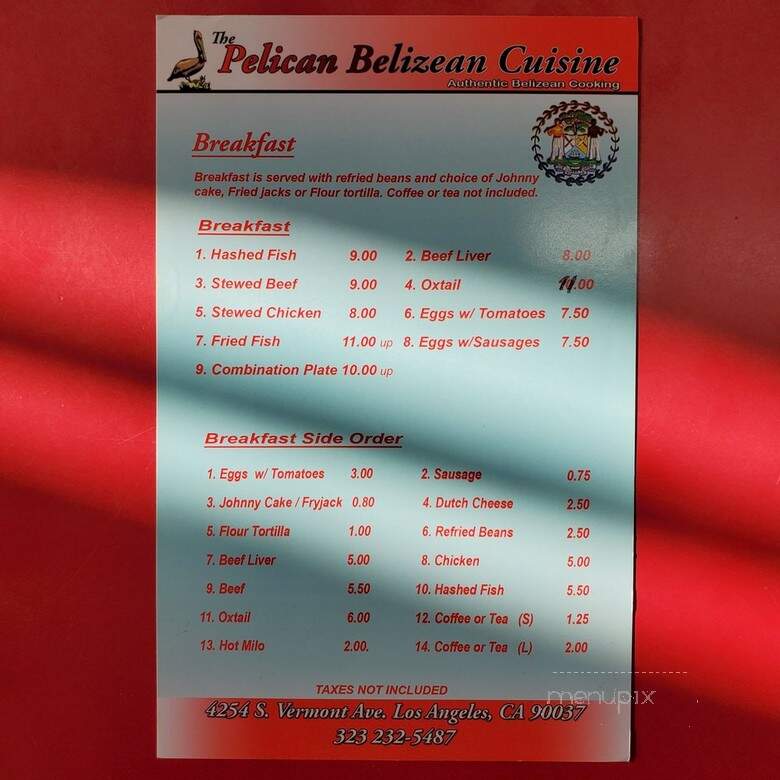 The
Pelican Belizean Cuisine
Authentic Belizean Cooking
Breakfast
Breakfast is served with refried beans and choice of Johnny
cake, Fried jacks or Flour tortilla. Coffee or tea not included.
Breakfast
1. Hashed Fish 9.00 2. Beef Liver 8.00
3. Stewed Beef 9.00 4. Oxtail 11.00
5. Stewed Chicken 8.00 6. Eggs w/ Tomatoes 7.50
7. Fried Fish 11.00 up 8. Eggs w/Sausages 7.50
9. Combination Plate 10.00 up
Breakfast Side Order
1. Eggs w/ Tomatoes 3.00 2. Sausage 0.75
3. Johnny Cake / Fryjack 0.80 4. Dutch Cheese 2.50
5. Flour Tortilla 1.00 6. Refried Beans 2.50
7. Beef Liver 5.00 8. Chicken 5.00
9. Beef 5.50 10. Hashed Fish 5.50
11. Oxtail 6.00 12. Coffee or Tea (S) 1.25
13. Hot Milo 2.00. 14. Coffee or Tea (L) 2.00
TAXES NOT INCLUDED
menupix
4254 S. Vermont Ave. Los Angeles, CA 90037
323 232-5487